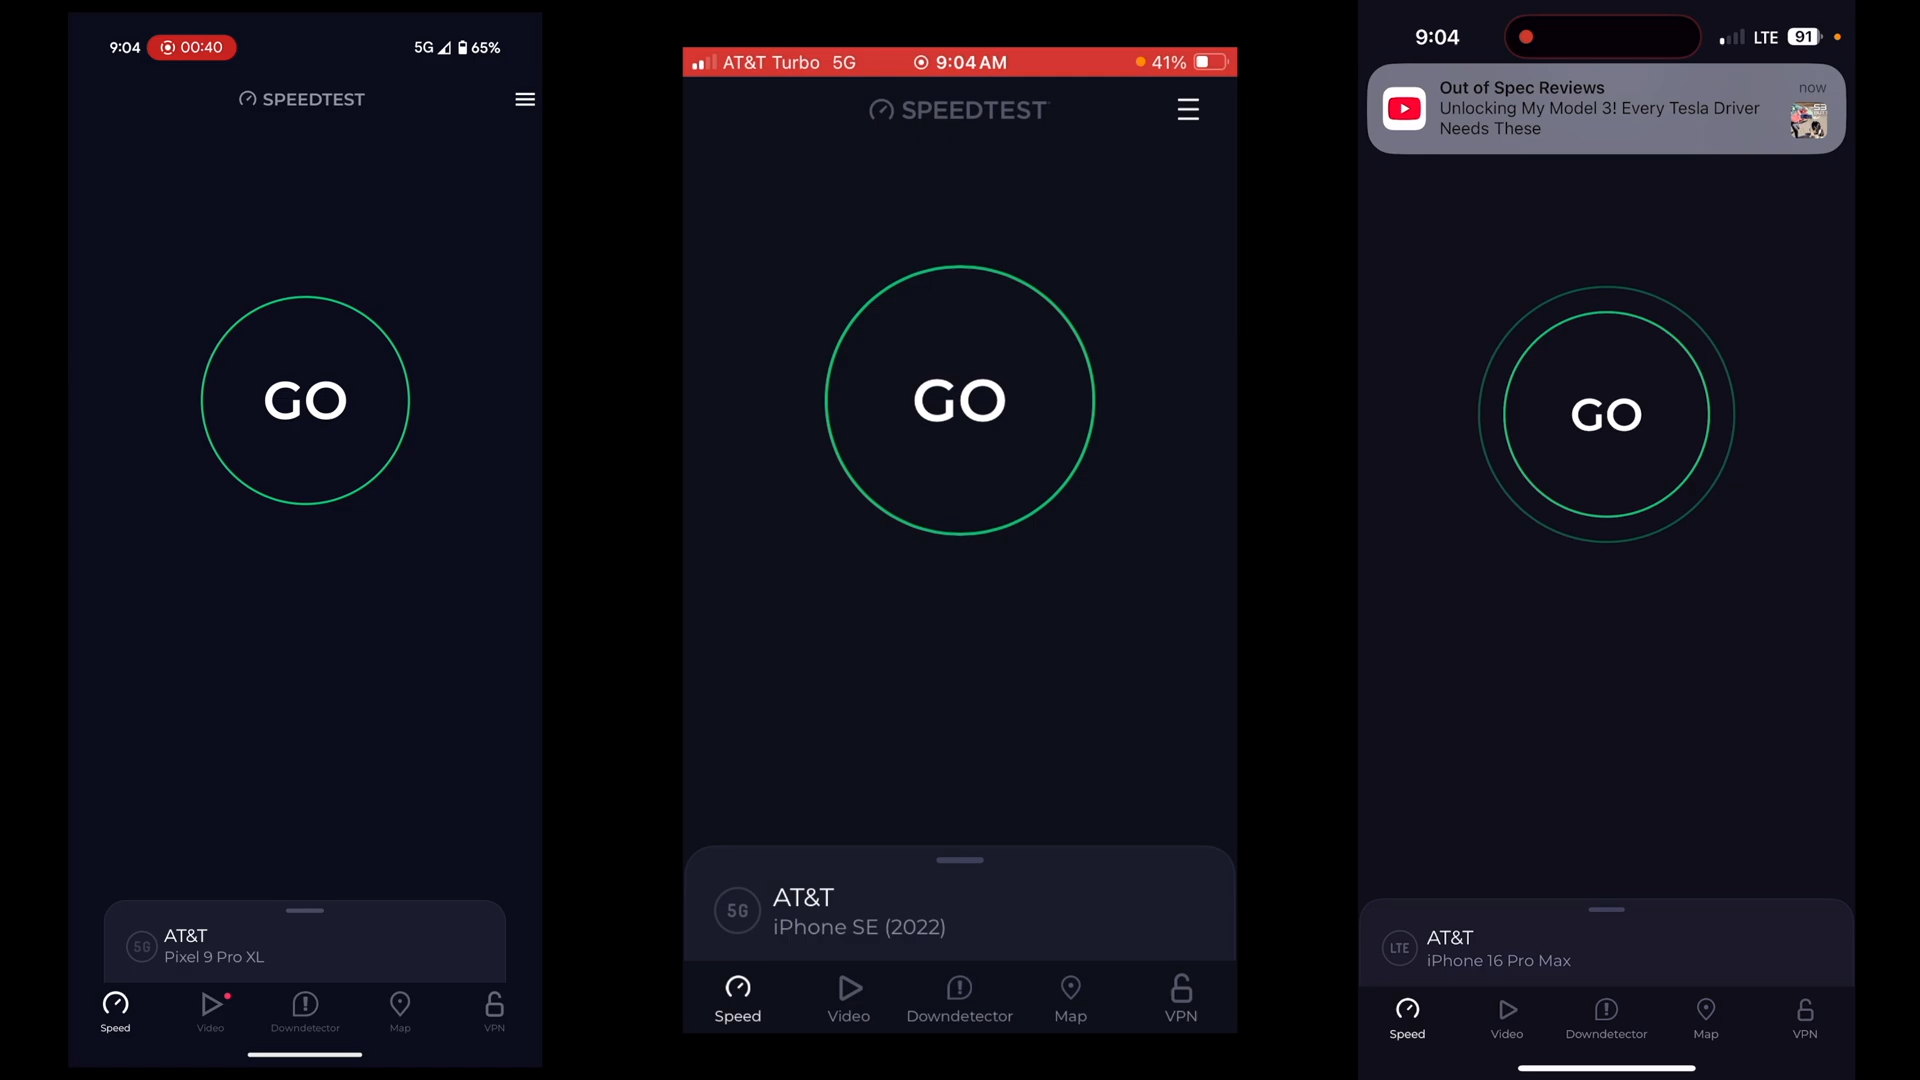 9:04 00:40 5G 65%
SPEEDTEST
GO
5G AT&T
Pixel 9 Pro XL
Speed Video Downdetector Map VPN
AT&T Turbo 5G 9:04 AM 41%
SPEEDTEST
GO
5G AT&T
iPhone SE (2022)
Speed Video Downdetector Map VPN
9:04 LTE 91
Out of Spec Reviews now
Unlocking My Model 3! Every Tesla Driver
Needs These
GO
LTE AT&T
iPhone 16 Pro Max
Speed Video Downdetector Map VPN